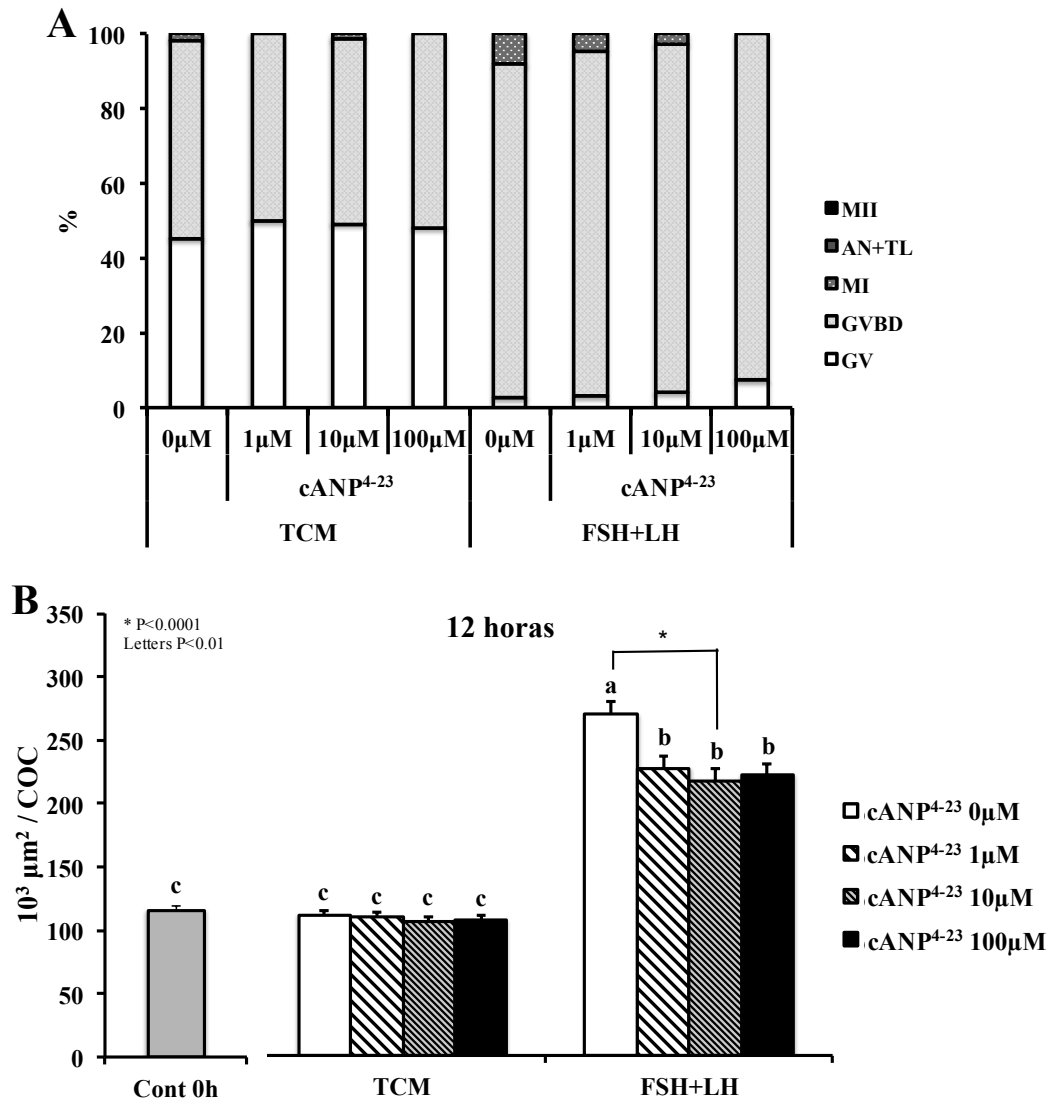 A
100
80
60
40
20
0
%
0μM 1μM 10μM 100μM 0μM 1μM 10μM 100μM
cANP⁴⁻²³ cANP⁴⁻²³
TCM FSH+LH
MII
AN+TL
MI
GVBD
GV
B
350
300
250
200
150
100
50
0
10³ μm² / COC
* P<0.0001
Letters P<0.01
12 horas
*
a
b b b
c
c c c c
Cont 0h TCM FSH+LH
cANP⁴⁻²³ 0μM
cANP⁴⁻²³ 1μM
cANP⁴⁻²³ 10μM
cANP⁴⁻²³ 100μM